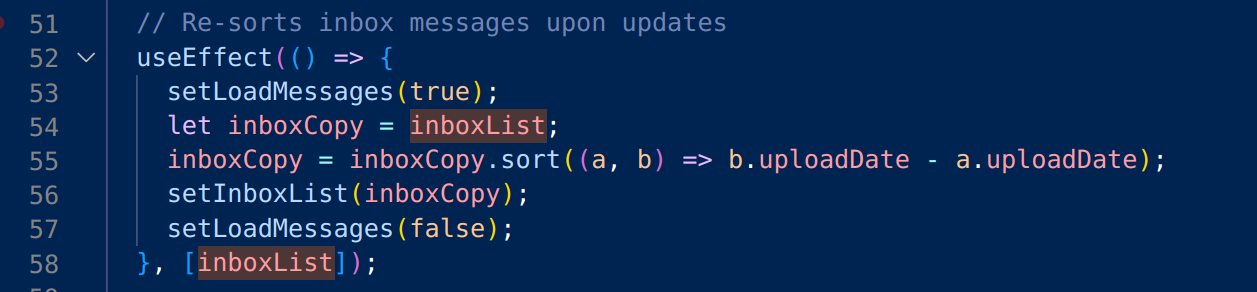 51 // Re-sorts inbox messages upon updates
52 useEffect(() => {
53 setLoadMessages(true);
54 let inboxCopy = inboxList;
55 inboxCopy = inboxCopy.sort((a, b) => b.uploadDate - a.uploadDate);
56 setInboxList(inboxCopy);
57 setLoadMessages(false);
58 }, [inboxList]);